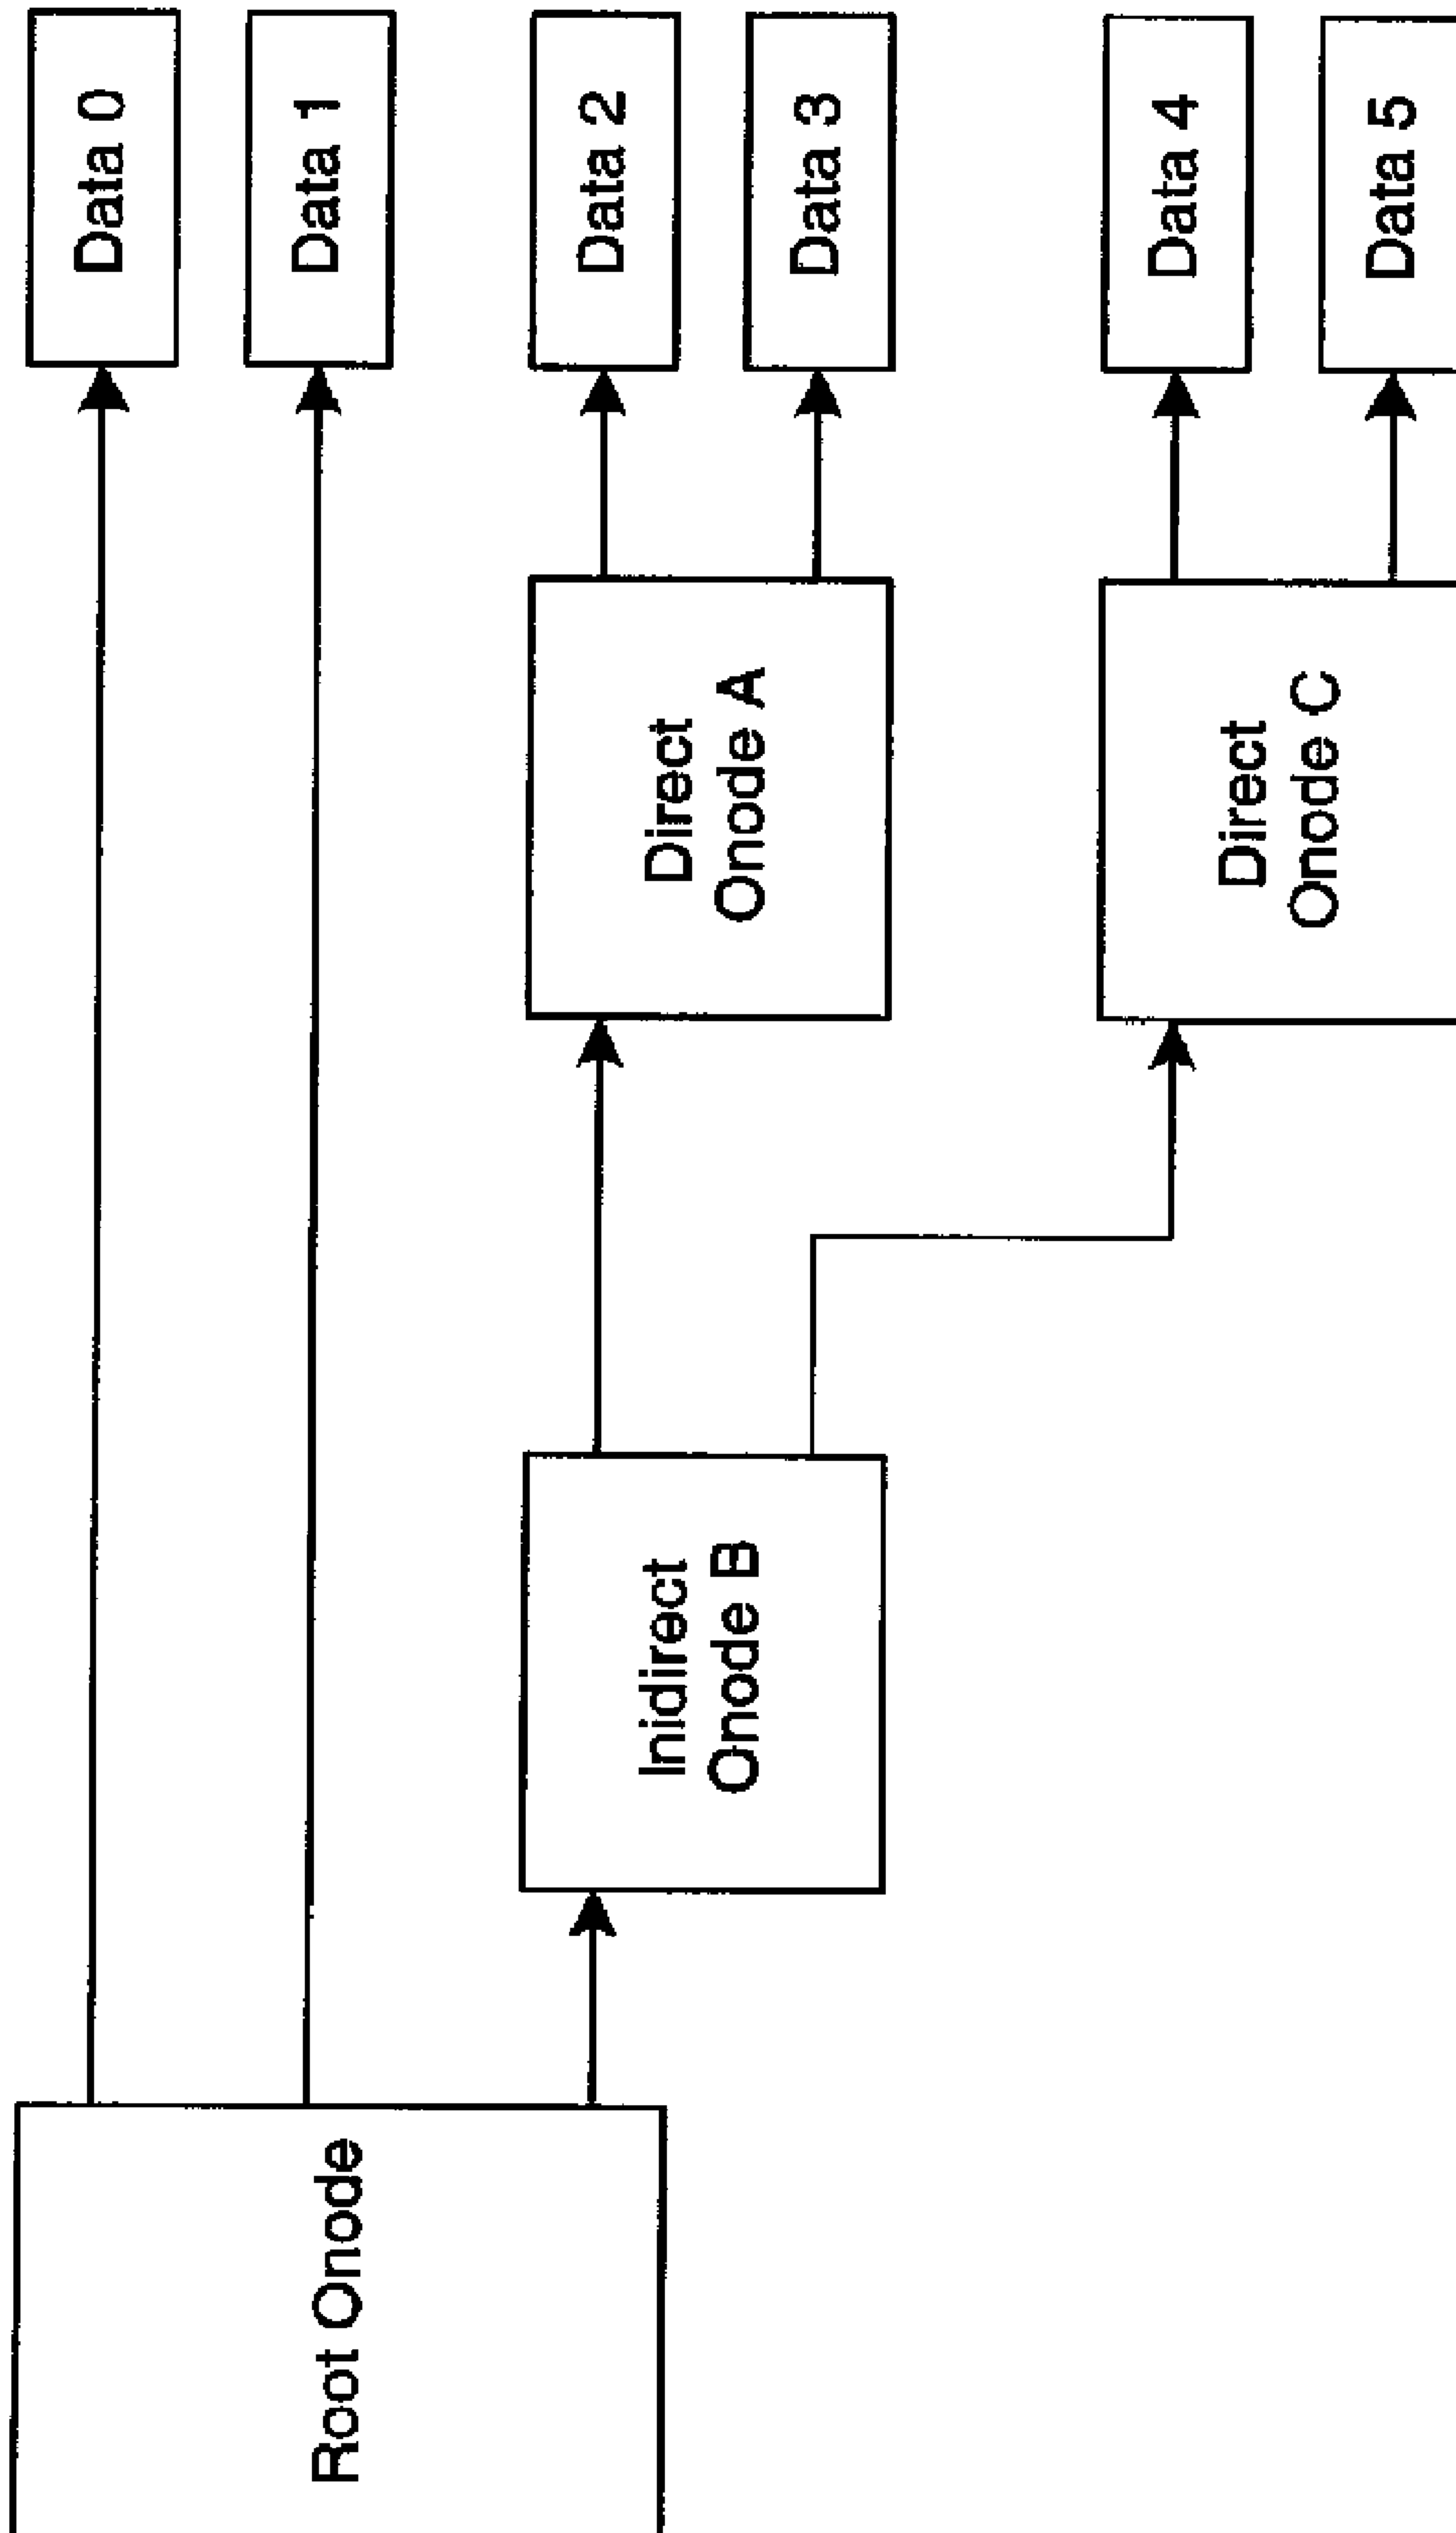 Root Onode
Inidirect
Onode B
Direct
Onode A
Direct
Onode C
Data 0
Data 1
Data 2
Data 3
Data 4
Data 5